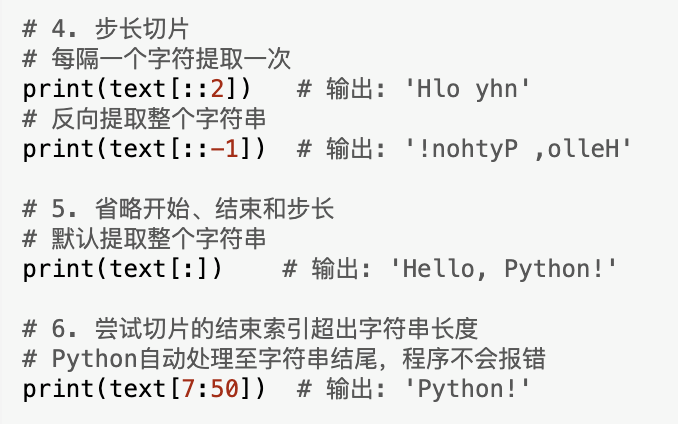 # 4. 步长切片
# 每隔一个字符提取一次
print(text[::2])   # 输出: 'Hlo yhn'
# 反向提取整个字符串
print(text[::-1])  # 输出: '!nohtyP ,olleH'
# 5. 省略开始、结束和步长
# 默认提取整个字符串
print(text[:])    # 输出: 'Hello, Python!'
# 6. 尝试切片的结束索引超出字符串长度
# Python自动处理至字符串结尾，程序不会报错
print(text[7:50])  # 输出: 'Python!'